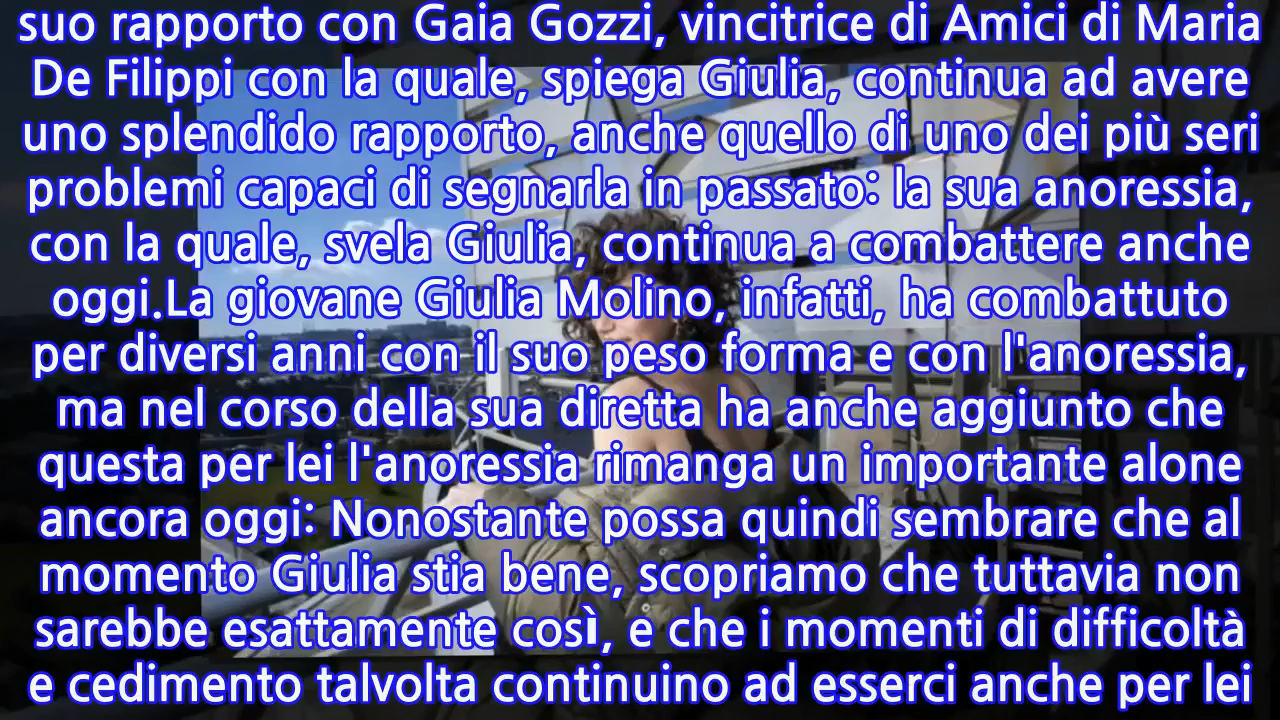 suo rapporto con Gaia Gozzi, vincitrice di Amici di Maria
De Filippi con la quale, spiega Giulia, continua ad avere
uno splendido rapporto, anche quello di uno dei più seri
problemi capaci di segnarla in passato: la sua anoressia,
con la quale, svela Giulia, continua a combattere anche
oggi.La giovane Giulia Molino, infatti, ha combattuto
per diversi anni con il suo peso forma e con l'anoressia,
ma nel corso della sua diretta ha anche aggiunto che
questa per lei l'anoressia rimanga un importante alone
ancora oggi: Nonostante possa quindi sembrare che al
momento Giulia stia bene, scopriamo che tuttavia non
sarebbe esattamente così, e che i momenti di difficoltà
e cedimento talvolta continuino ad esserci anche per lei